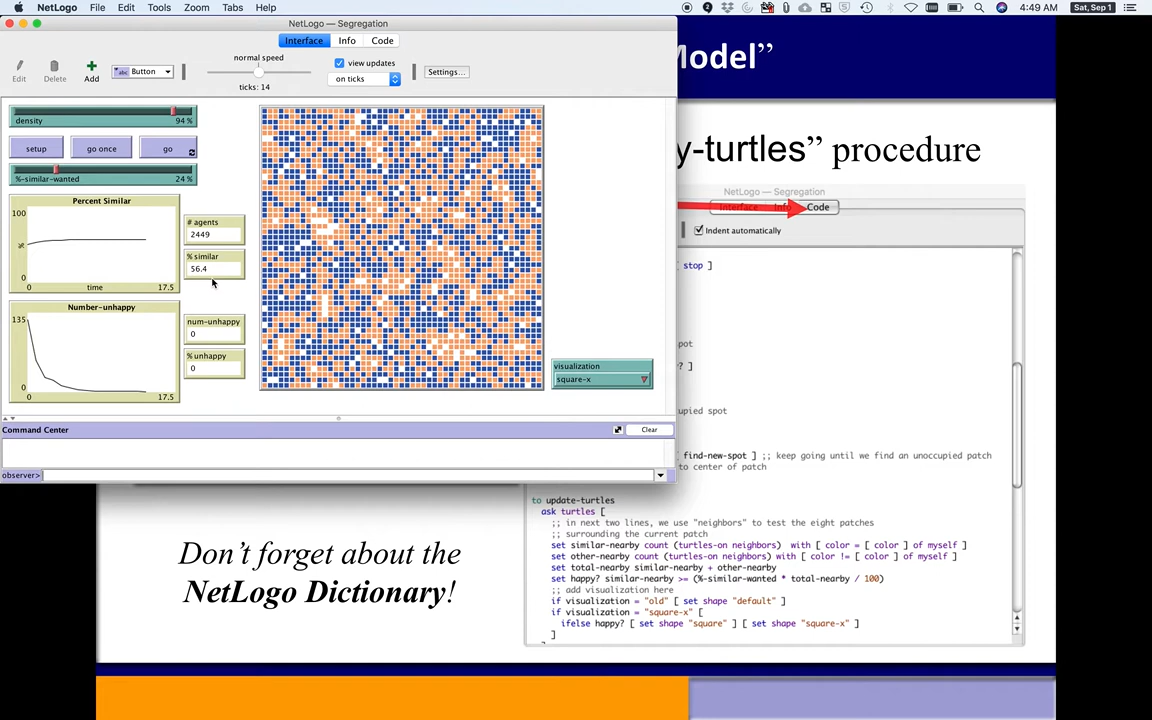 NetLogo File Edit Tools Zoom Tabs Help
2
4:49 AM Sat, Sep 1
NetLogo — Segregation
Interface Info Code
Edit Delete Add
abc Button
normal speed
ticks: 14
view updates
on ticks
Settings...
density 94 %
setup go once go
%-similar-wanted 24 %
Percent Similar
100
%
0
0 time 17.5
# agents
2449
% similar
56.4
Number-unhappy
135
0
0 17.5
num-unhappy
0
% unhappy
0
visualization
square-x
Command Center
Clear
observer>
Model”
y-turtles” procedure
NetLogo — Segregation
Interface Info Code
Indent automatically
[ stop ]
pot
? ]
upied spot
[ find-new-spot ] ;; keep going until we find an unoccupied patch
to center of patch
to update-turtles
ask turtles [
;; in next two lines, we use "neighbors" to test the eight patches
;; surrounding the current patch
set similar-nearby count (turtles-on neighbors) with [ color = [ color ] of myself ]
set other-nearby count (turtles-on neighbors) with [ color != [ color ] of myself ]
set total-nearby similar-nearby + other-nearby
set happy? similar-nearby >= (%-similar-wanted * total-nearby / 100)
;; add visualization here
if visualization = "old" [ set shape "default" ]
if visualization = "square-x" [
ifelse happy? [ set shape "square" ] [ set shape "square-x" ]
]
Don’t forget about the
NetLogo Dictionary!